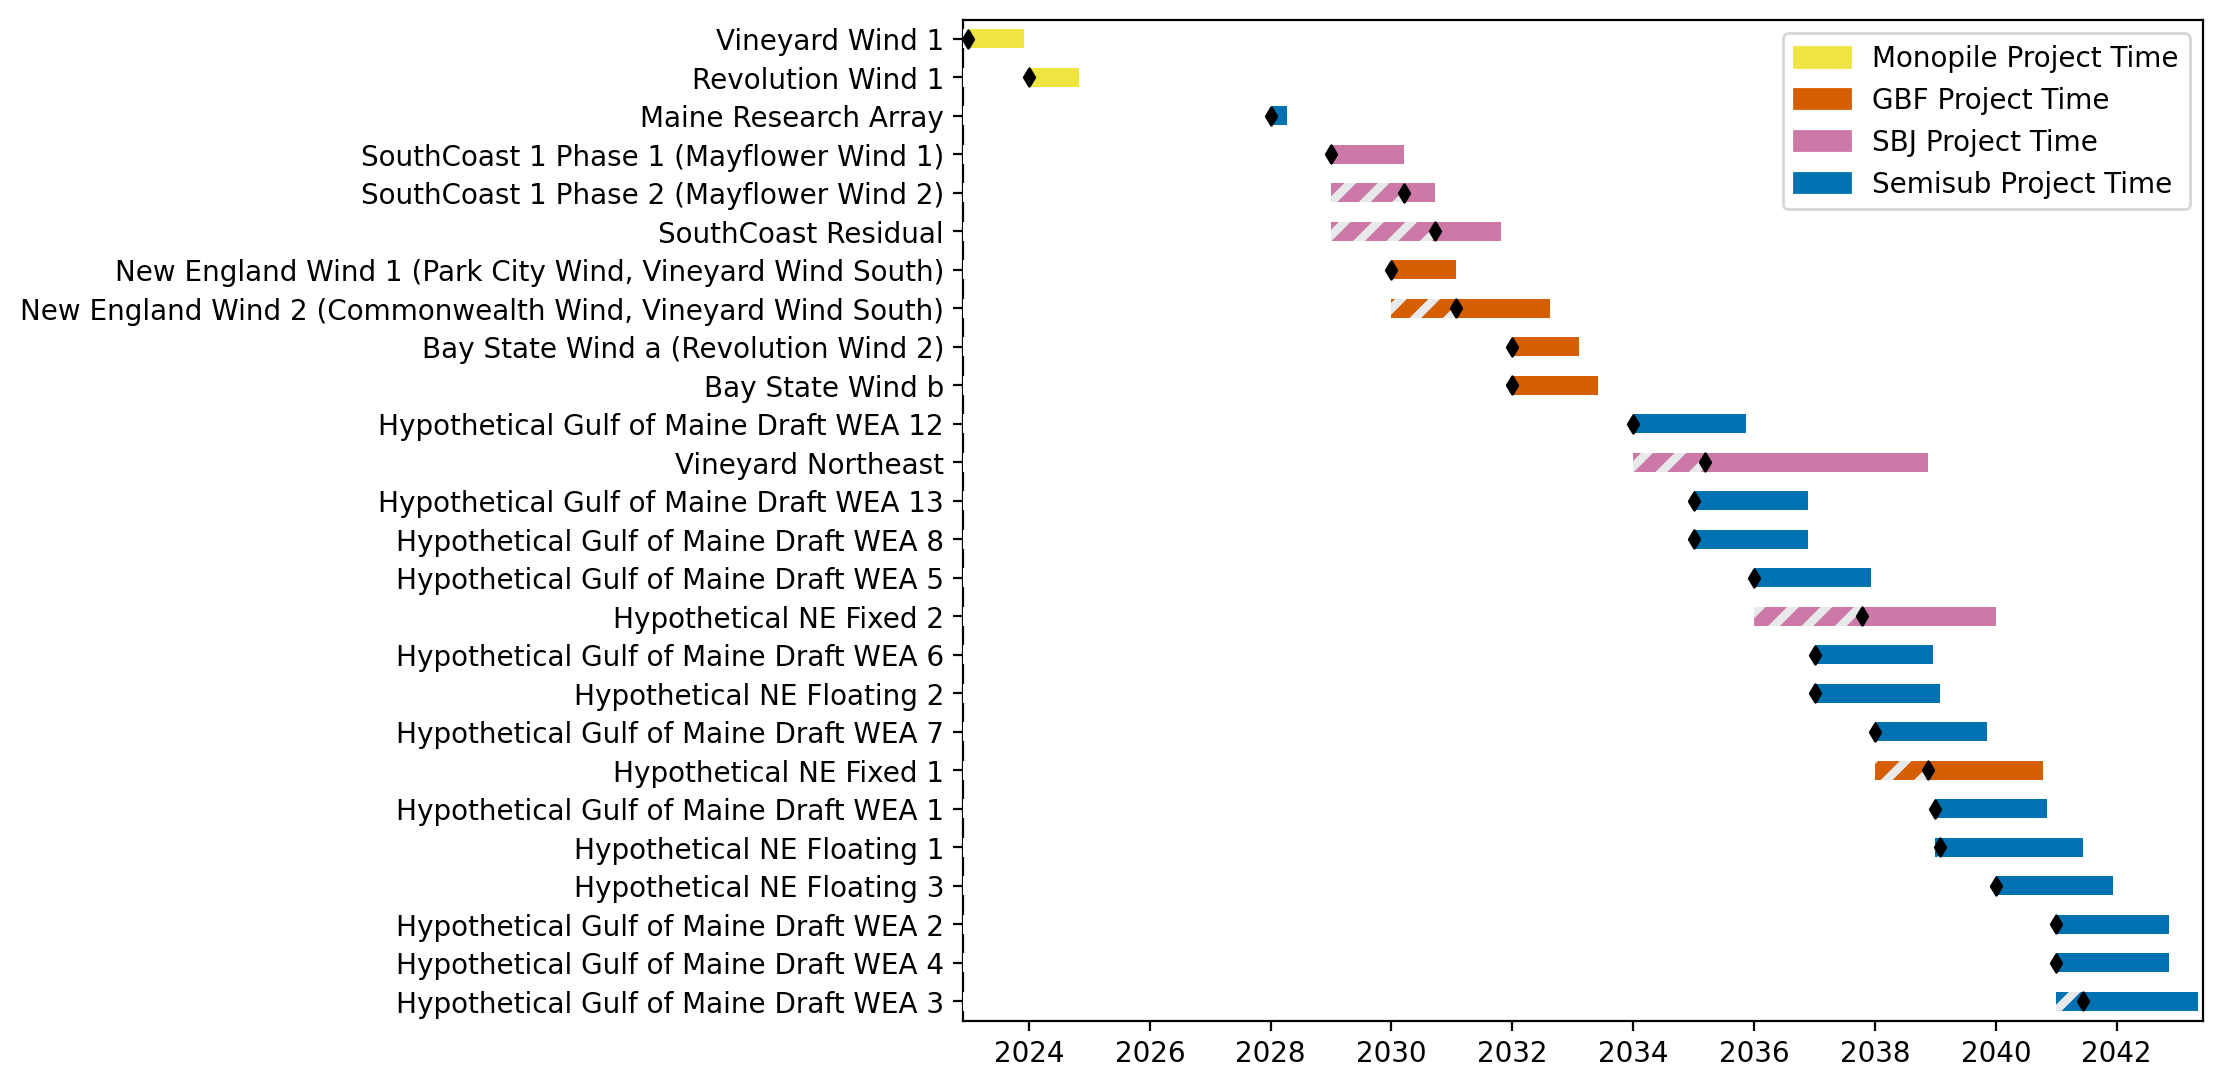 Vineyard Wind 1
Revolution Wind 1
Maine Research Array
SouthCoast 1 Phase 1 (Mayflower Wind 1)
SouthCoast 1 Phase 2 (Mayflower Wind 2)
SouthCoast Residual
New England Wind 1 (Park City Wind, Vineyard Wind South)
New England Wind 2 (Commonwealth Wind, Vineyard Wind South)
Bay State Wind a (Revolution Wind 2)
Bay State Wind b
Hypothetical Gulf of Maine Draft WEA 12
Vineyard Northeast
Hypothetical Gulf of Maine Draft WEA 13
Hypothetical Gulf of Maine Draft WEA 8
Hypothetical Gulf of Maine Draft WEA 5
Hypothetical NE Fixed 2
Hypothetical Gulf of Maine Draft WEA 6
Hypothetical NE Floating 2
Hypothetical Gulf of Maine Draft WEA 7
Hypothetical NE Fixed 1
Hypothetical Gulf of Maine Draft WEA 1
Hypothetical NE Floating 1
Hypothetical NE Floating 3
Hypothetical Gulf of Maine Draft WEA 2
Hypothetical Gulf of Maine Draft WEA 4
Hypothetical Gulf of Maine Draft WEA 3
2024 2026 2028 2030 2032 2034 2036 2038 2040 2042
Monopile Project Time
GBF Project Time
SBJ Project Time
Semisub Project Time